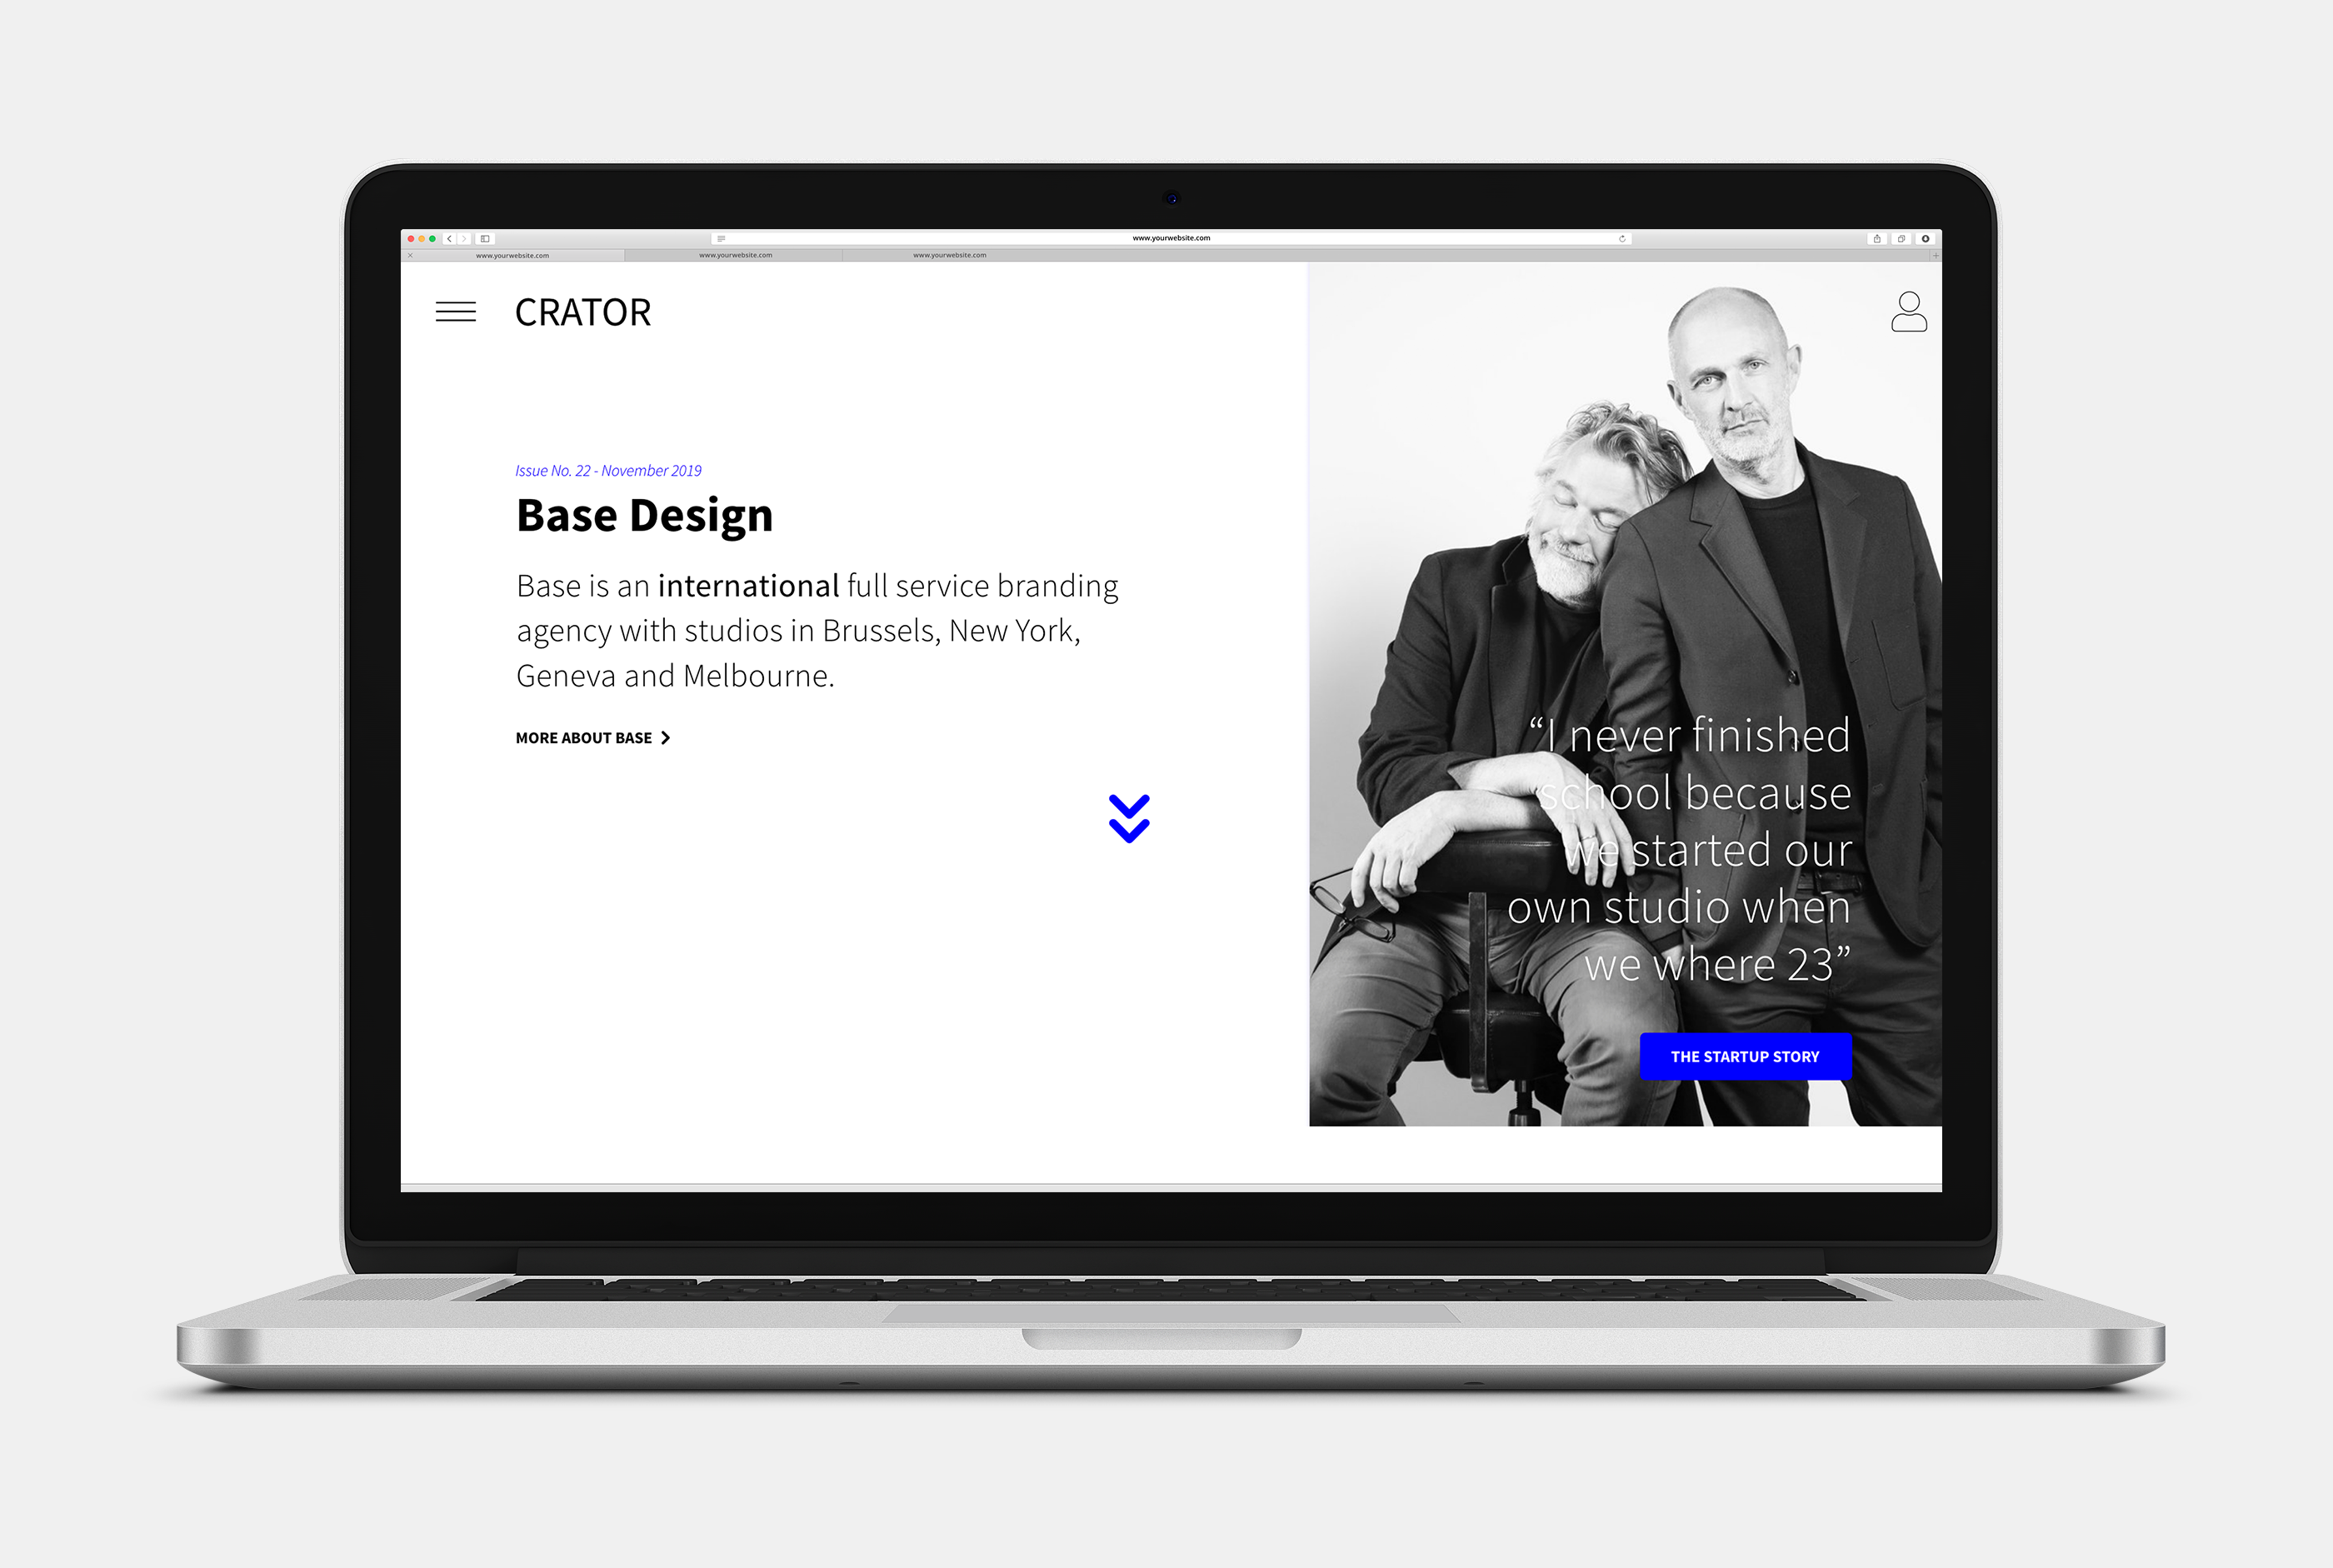 www.yourwebsite.com
www.yourwebsite.com
www.yourwebsite.com
www.yourwebsite.com
CRATOR
Issue No. 22 - November 2019
Base Design
Base is an international full service branding
agency with studios in Brussels, New York,
Geneva and Melbourne.
MORE ABOUT BASE
“I never finished
school because
we started our
own studio when
we where 23”
THE STARTUP STORY